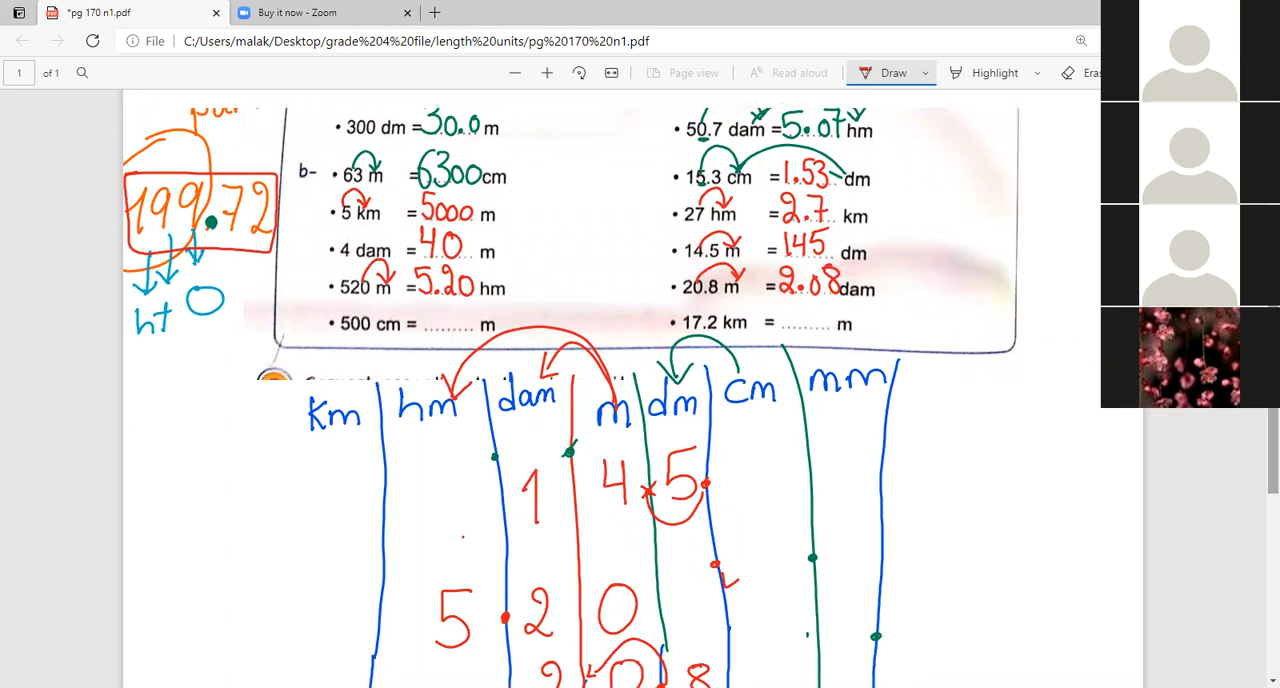 *pg 170 n1.pdf
Buy it now - Zoom
File
C:/Users/malak/Desktop/grade%204%20file/length%20units/pg%20170%20n1.pdf
1
of 1
Page view
Read aloud
Draw
Highlight
Eras
• 300 dm = 30.0 m
b- • 63 m = 6300 cm
• 5 km = 5000 m
• 4 dam = 40 m
• 520 m = 5.20 hm
• 500 cm = ......... m
• 50.7 dam = 5.07 hm
• 15.3 cm = 1.53 dm
• 27 hm = 2.7 km
• 14.5 m = 145 dm
• 20.8 m = 2.08 dam
• 17.2 km = ......... m
199.72
h t O
Km hm dam m dm cm mm
1 4 5
5 2 0
2 0 8